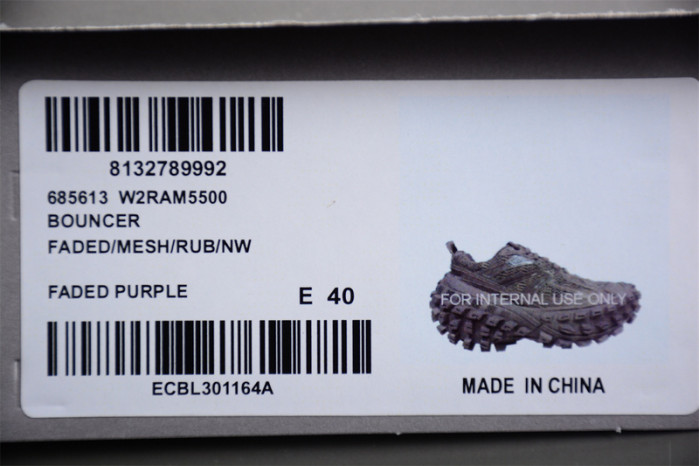 8132789992
685613 W2RAM5500
BOUNCER
FADED/MESH/RUB/NW
FADED PURPLE
E 40
ECBL301164A
FOR INTERNAL USE ONLY
MADE IN CHINA